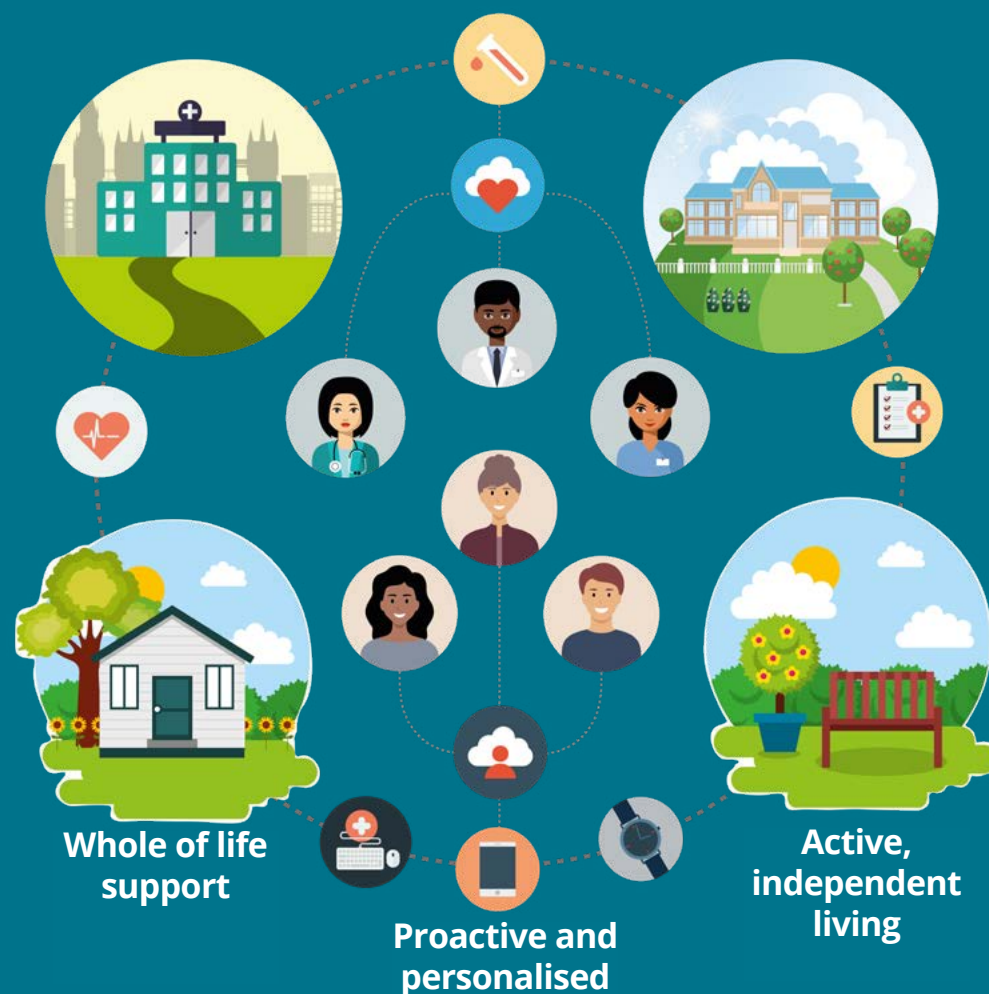 Whole of life
support
Proactive and
personalised
Active,
independent
living